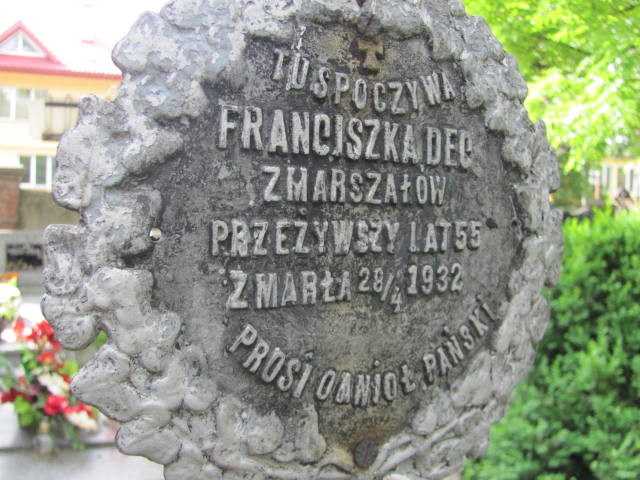 TU SPOCZYWA
FRANCISZKA DEC
Z MARSZAŁÓW
PRZEŻYWSZY LAT 55
ZMARŁA 28/4 1932
PROSI O ANIOŁ PAŃSKI